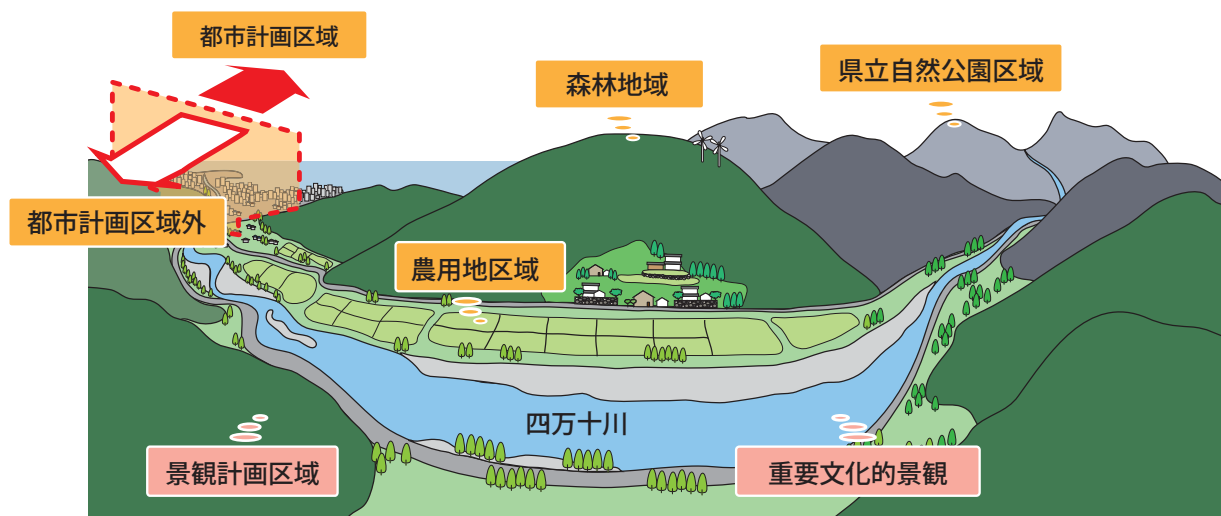 都市計画区域
森林地域
県立自然公園区域
都市計画区域外
農用地区域
四万十川
景観計画区域
重要文化的景観